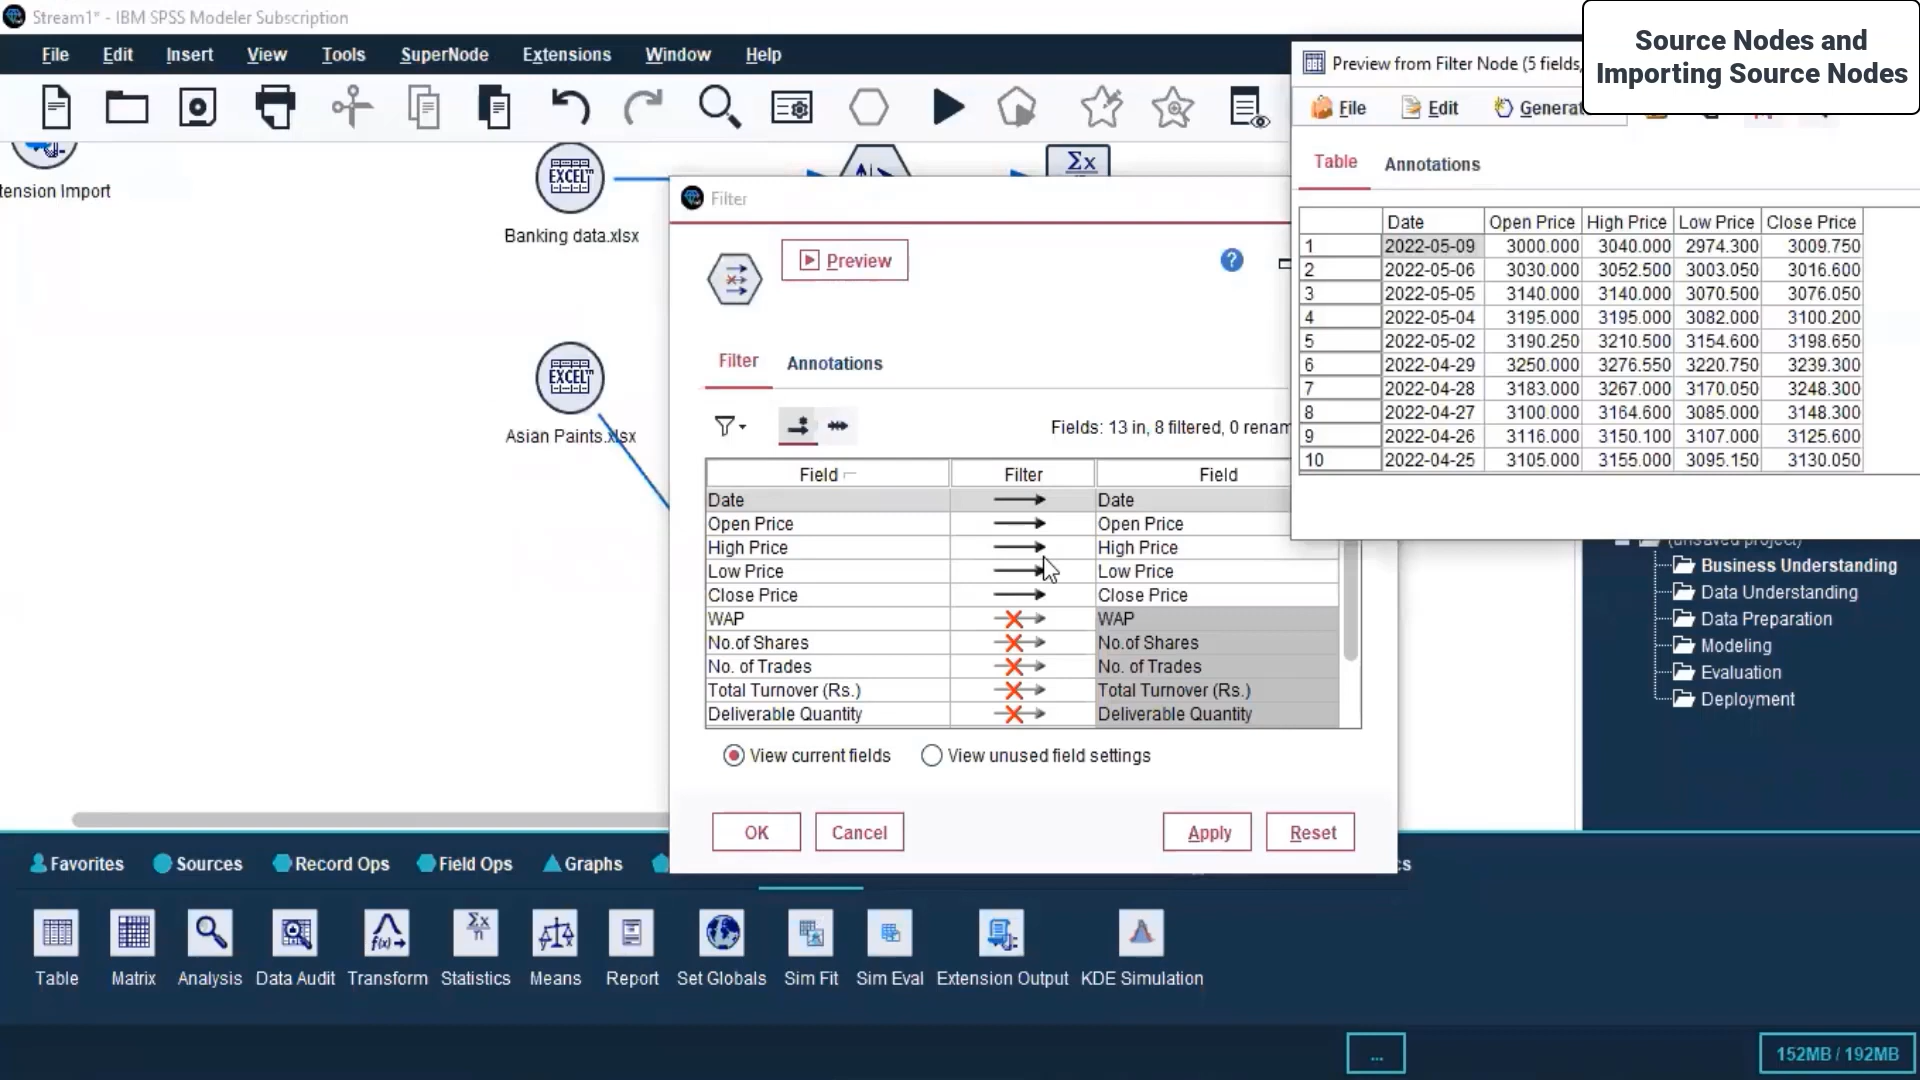 Stream1* - IBM SPSS Modeler Subscription
File Edit Insert View Tools SuperNode Extensions Window Help
Source Nodes and
Importing Source Nodes
Preview from Filter Node (5 fields,
File Edit Generat
Table Annotations
Date Open Price High Price Low Price Close Price
1 2022-05-09 3000.000 3040.000 2974.300 3009.750
2 2022-05-06 3030.000 3052.500 3003.050 3016.600
3 2022-05-05 3140.000 3140.000 3070.500 3076.050
4 2022-05-04 3195.000 3195.000 3082.000 3100.200
5 2022-05-02 3190.250 3210.500 3154.600 3198.650
6 2022-04-29 3250.000 3276.550 3220.750 3239.300
7 2022-04-28 3183.000 3267.000 3170.050 3248.300
8 2022-04-27 3100.000 3164.600 3085.000 3148.300
9 2022-04-26 3116.000 3150.100 3107.000 3125.600
10 2022-04-25 3105.000 3155.000 3095.150 3130.050
tension Import
EXCEL™
Banking data.xlsx
Σx
EXCEL™
Asian Paints.xlsx
Filter
Preview
?
Filter Annotations
Fields: 13 in, 8 filtered, 0 renam
Field Filter Field
Date Date
Open Price Open Price
High Price High Price
Low Price Low Price
Close Price Close Price
WAP WAP
No.of Shares No.of Shares
No. of Trades No. of Trades
Total Turnover (Rs.) Total Turnover (Rs.)
Deliverable Quantity Deliverable Quantity
View current fields View unused field settings
OK Cancel Apply Reset
(unsaved project)
Business Understanding
Data Understanding
Data Preparation
Modeling
Evaluation
Deployment
Favorites Sources Record Ops Field Ops Graphs cs
Σx
n
f(x)
Table Matrix Analysis Data Audit Transform Statistics Means Report Set Globals Sim Fit Sim Eval Extension Output KDE Simulation
... 152MB / 192MB